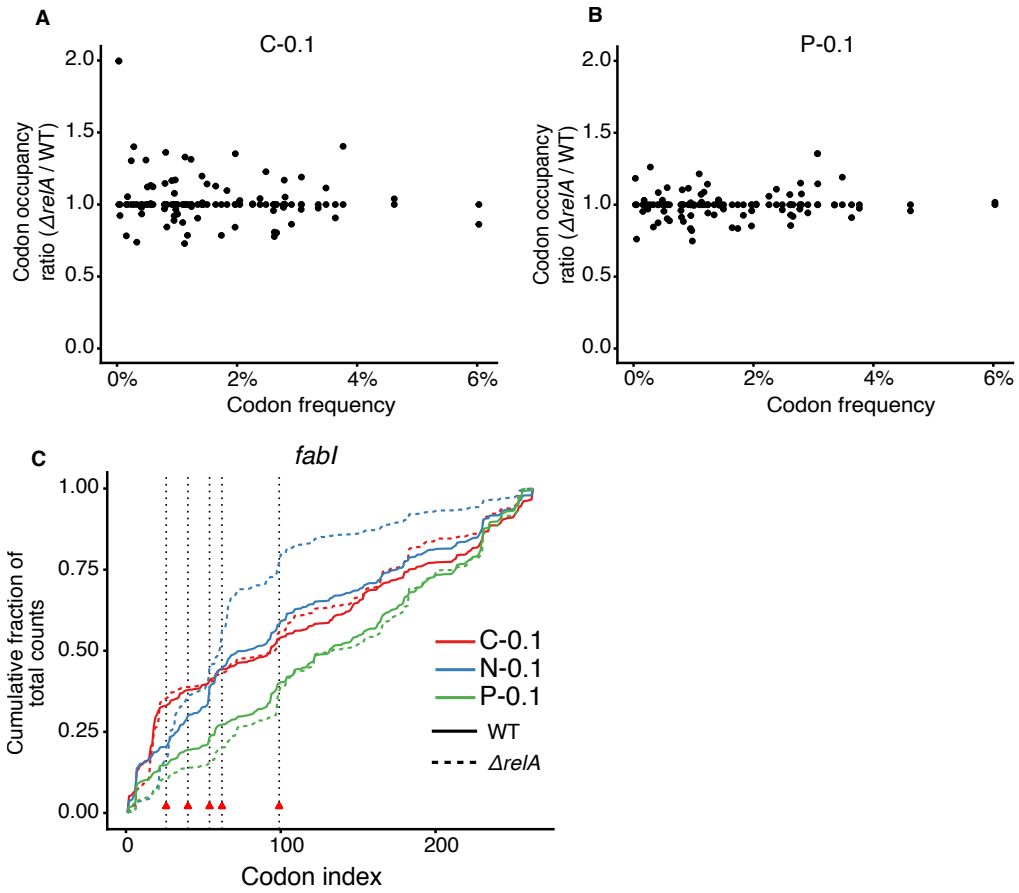 A
C-0.1
Codon occupancy
ratio (ΔrelA / WT)
2.0
1.5
1.0
0.5
0.0
0%
2%
4%
6%
Codon frequency
B
P-0.1
Codon occupancy
ratio (ΔrelA / WT)
2.0
1.5
1.0
0.5
0.0
0%
2%
4%
6%
Codon frequency
C
fabI
Cumulative fraction of
total counts
1.00
0.75
0.50
0.25
0.00
0
100
200
Codon index
C-0.1
N-0.1
P-0.1
WT
ΔrelA